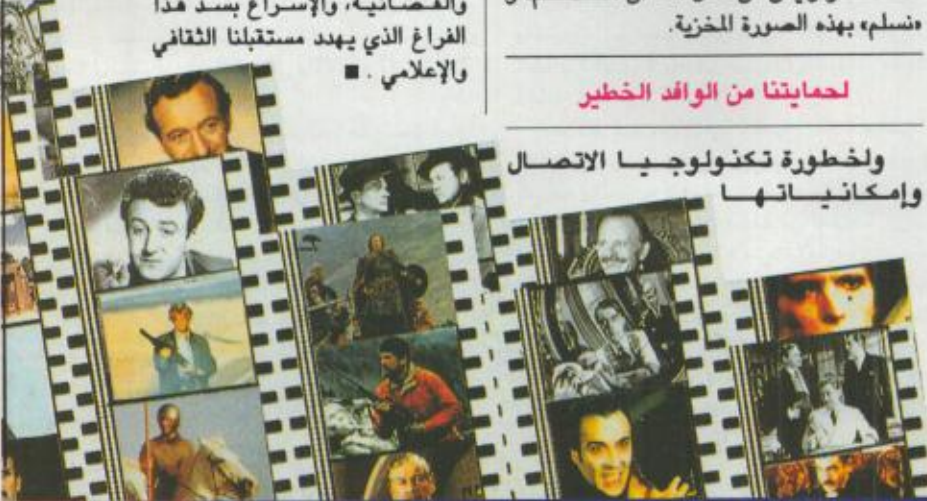 «نسلم» بهذه الصورة المخزية.
لحمايتنا من الوافد الخطير
ولخطورة تكنولوجيا الاتصال
وإمكانياتها
والفضائية، والإسراع بسد هذا
الفراغ الذي يهدد مستقبلنا الثقافي
والإعلامي . ■